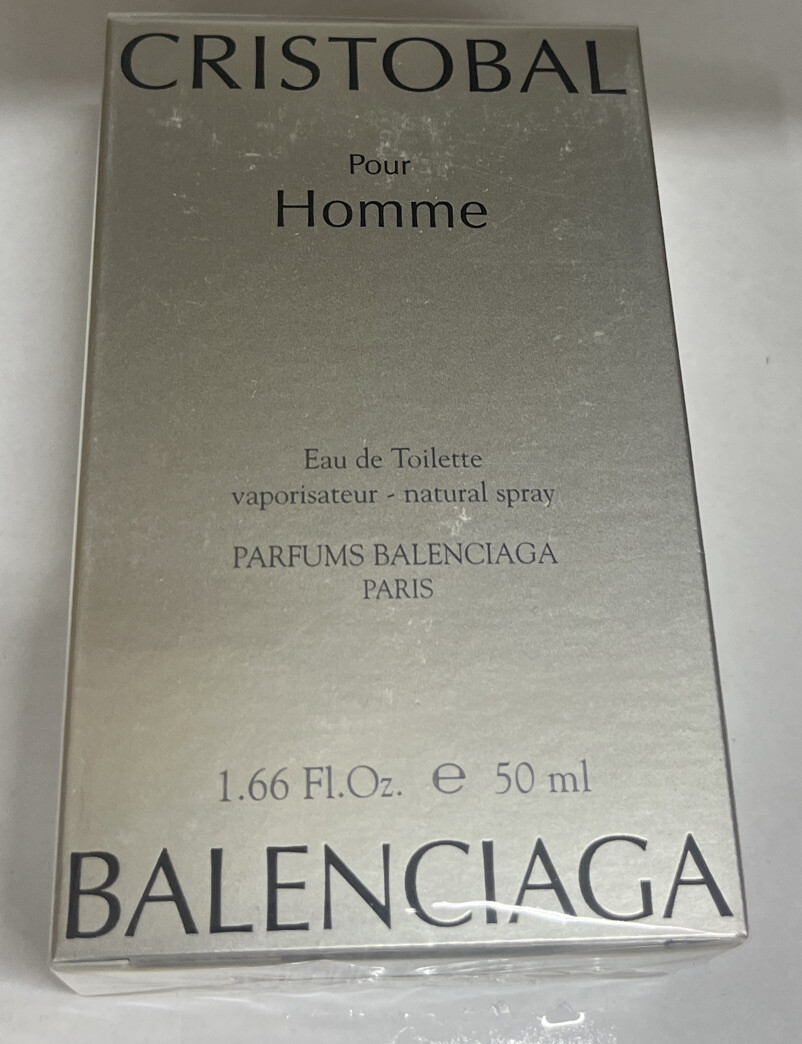 CRISTOBAL
Pour
Homme
Eau de Toilette
vaporisateur - natural spray
PARFUMS BALENCIAGA
PARIS
1.66 Fl.Oz. e 50 ml
BALENCIAGA